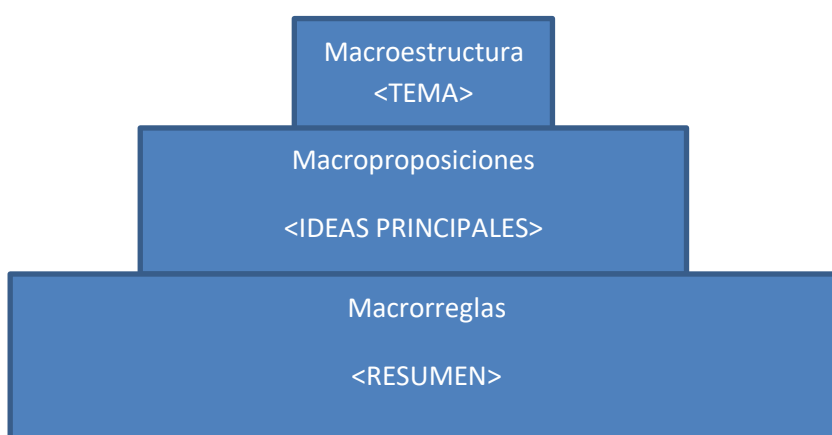 Macroestructura
<TEMA>
Macroproposiciones
<IDEAS PRINCIPALES>
Macrorreglas
<RESUMEN>